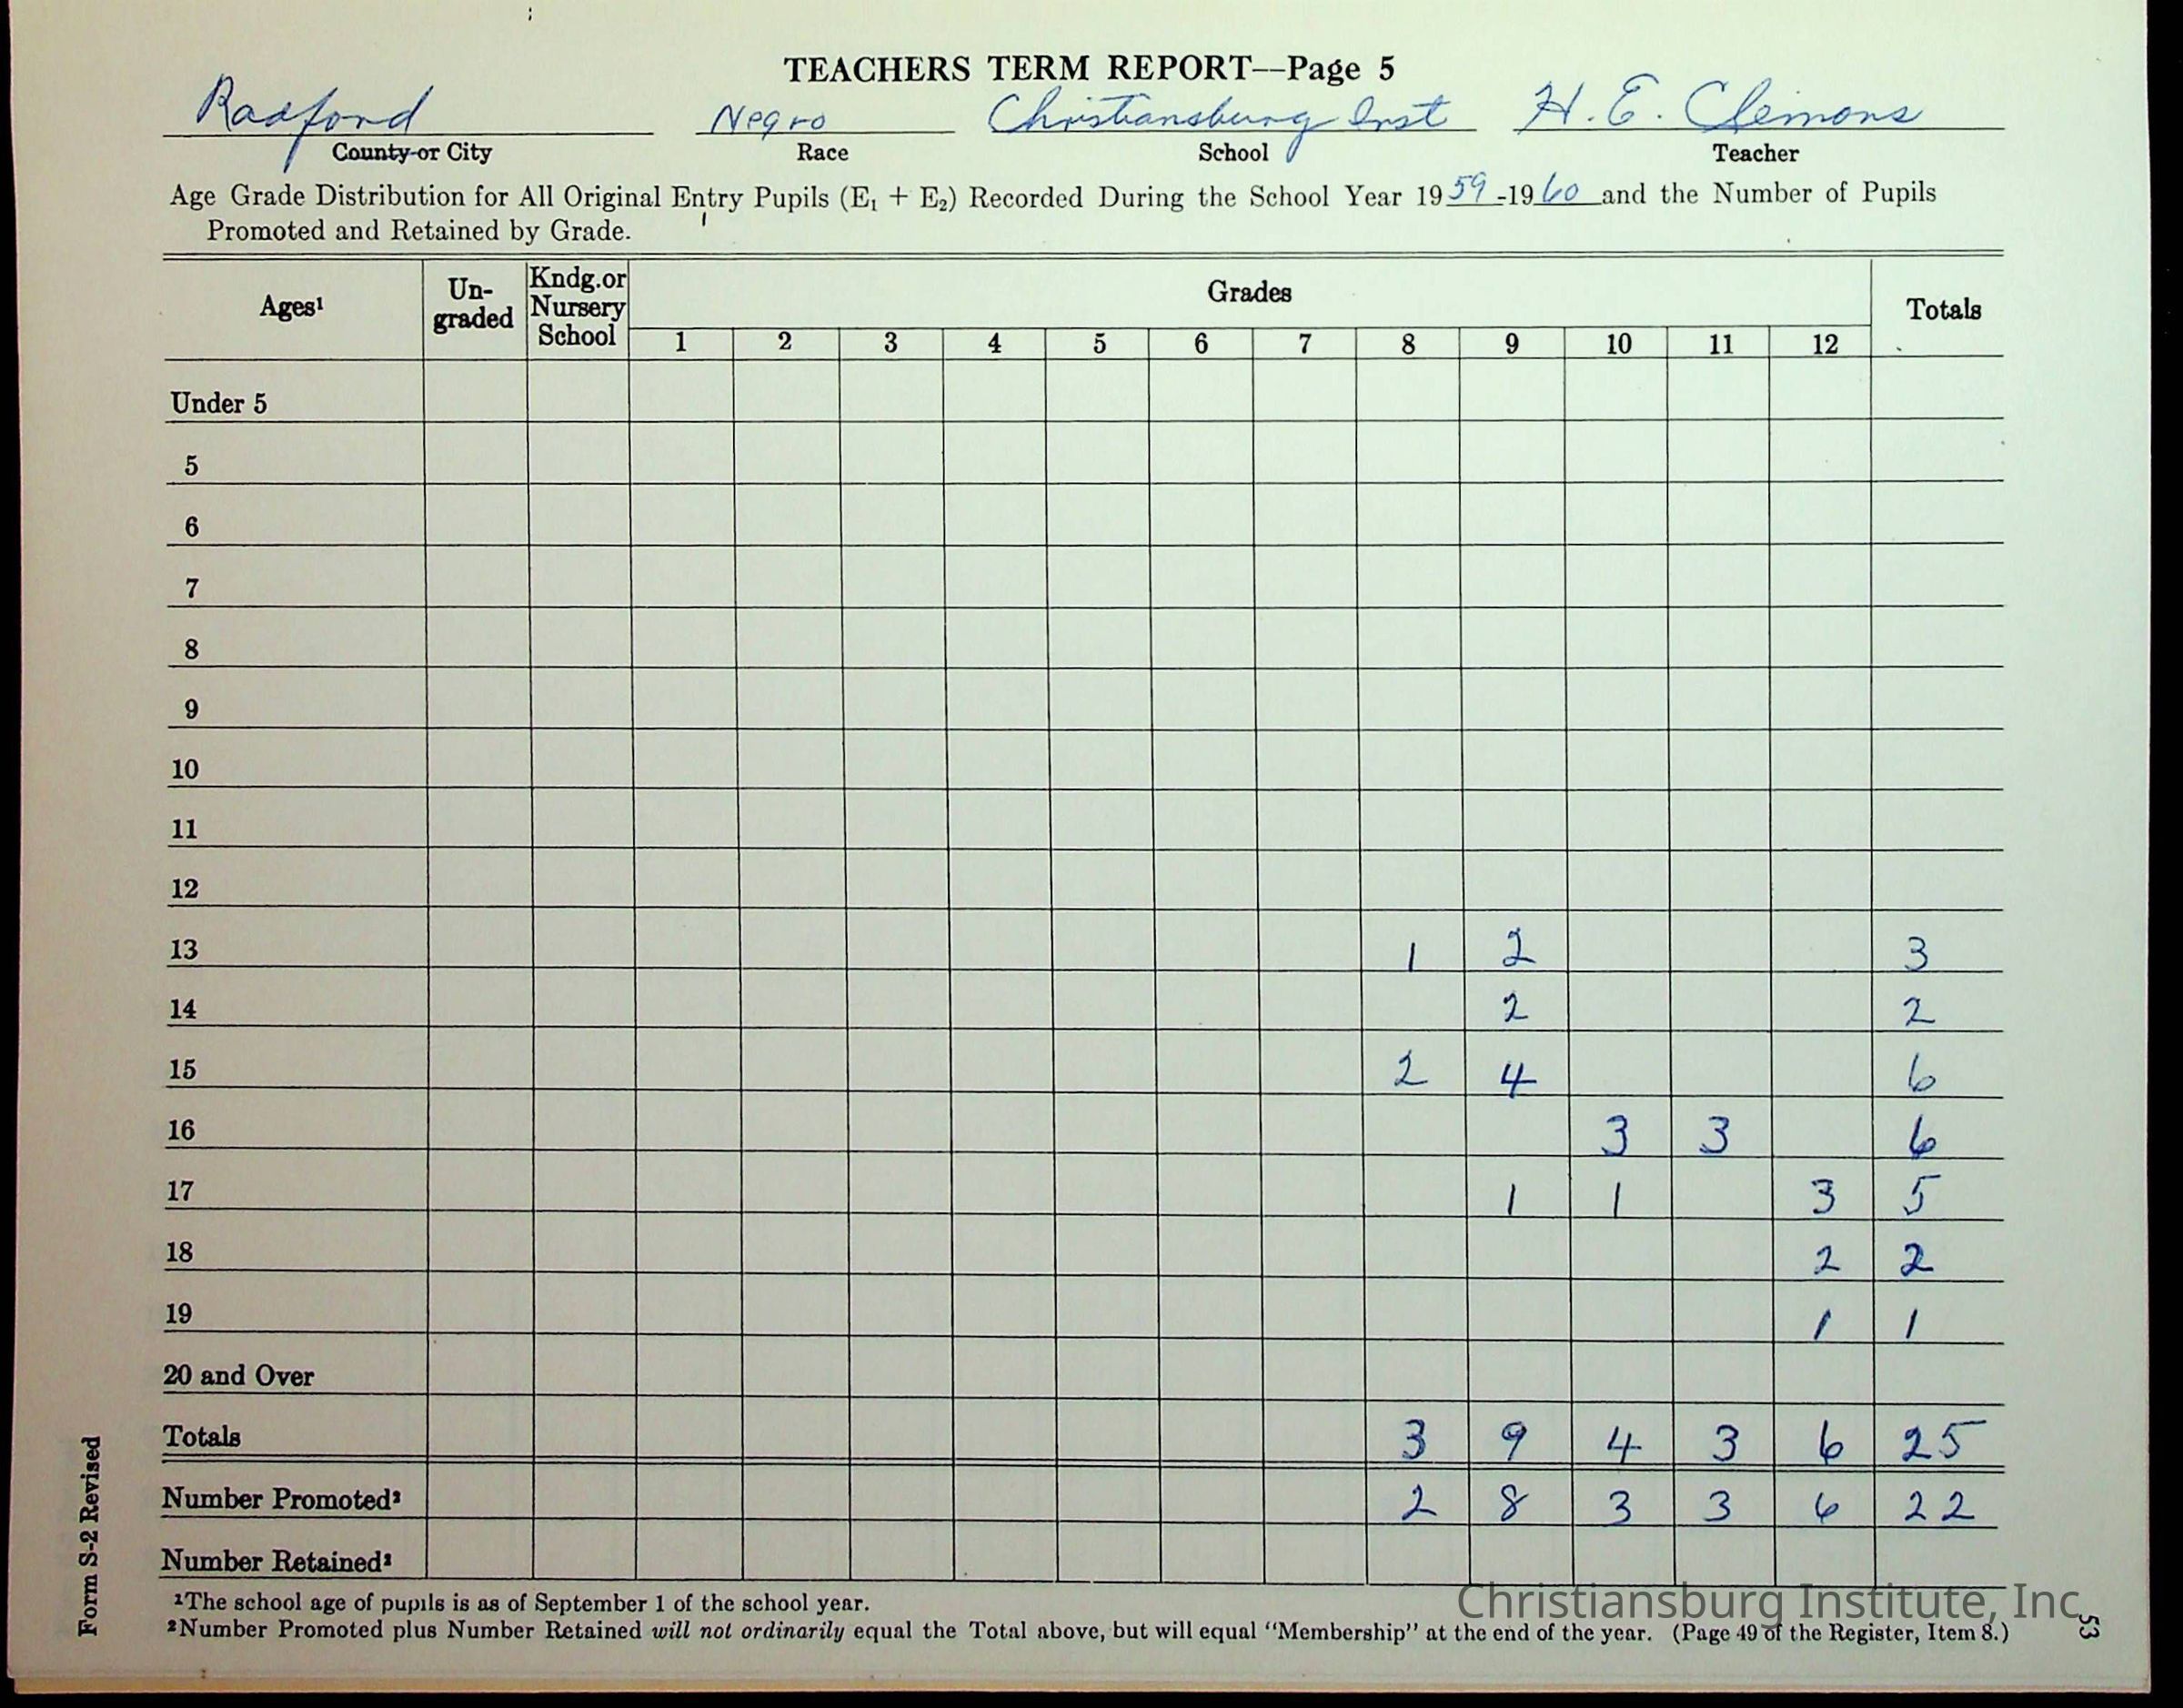 TEACHERS TERM REPORT—Page 5
Radford Negro Christiansburg Inst H. E. Clemons
County or City Race School Teacher
Age Grade Distribution for All Original Entry Pupils (E₁ + E₂) Recorded During the School Year 1959-1960 and the Number of Pupils
Promoted and Retained by Grade.
Ages¹ Un-graded Kndg.or Nursery School Grades Totals
1 2 3 4 5 6 7 8 9 10 11 12
Under 5
5
6
7
8
9
10
11
12
13 1 2 3
14 2 2
15 2 4 6
16 3 3 6
17 1 1 3 5
18 2 2
19 1 1
20 and Over
Totals 3 9 4 3 6 25
Number Promoted² 2 8 3 3 6 22
Number Retained²
¹The school age of pupils is as of September 1 of the school year.
²Number Promoted plus Number Retained will not ordinarily equal the Total above, but will equal "Membership" at the end of the year. (Page 49 of the Register, Item 8.)
Form S-2 Revised
53
Christiansburg Institute, Inc.